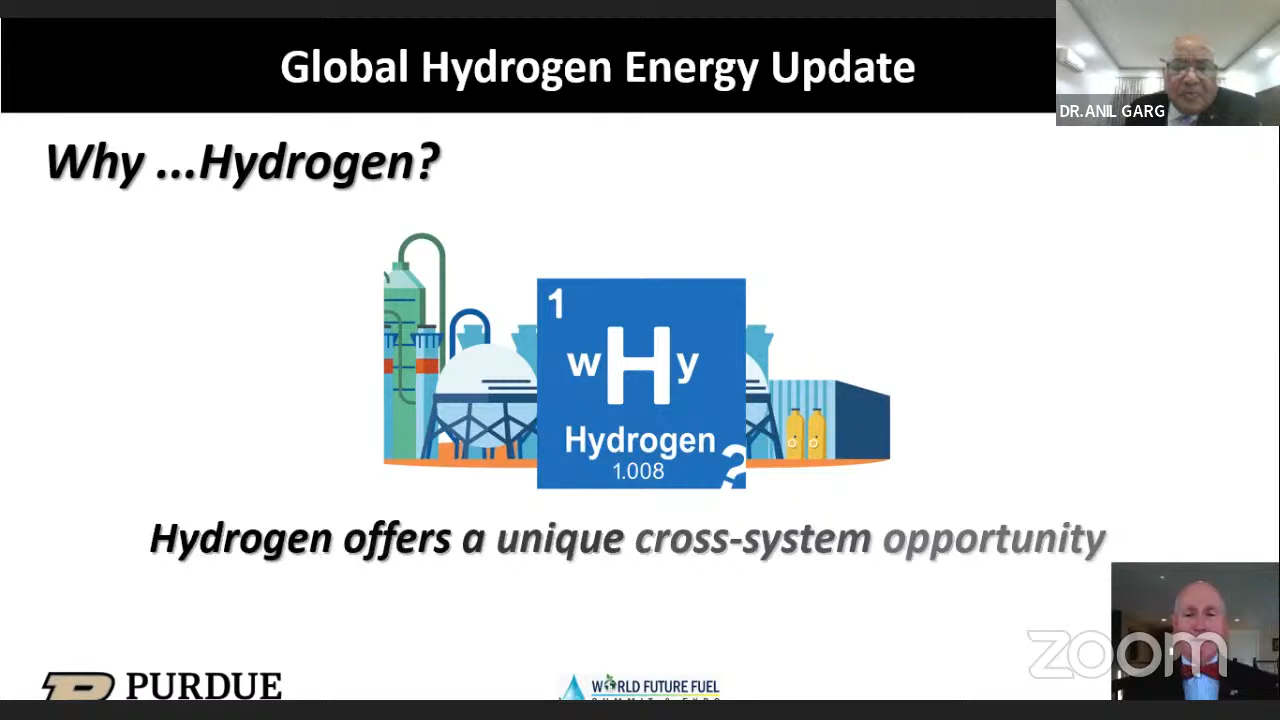 Global Hydrogen Energy Update
DR.ANIL GARG
Why ...Hydrogen?
1
wHy
Hydrogen
1.008
?
Hydrogen offers a unique cross-system opportunity
zoom
PURDUE
WORLD FUTURE FUEL